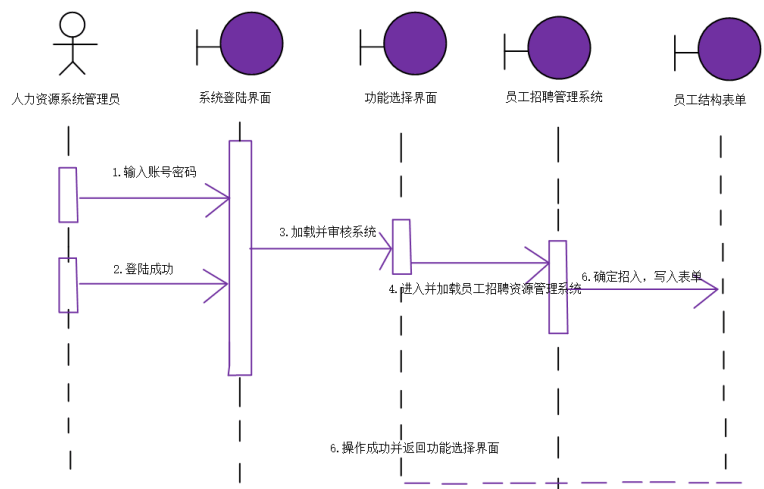 人力资源系统管理员
系统登陆界面
功能选择界面
员工招聘管理系统
员工结构表单
1.输入账号密码
3.加载并审核系统
2.登陆成功
6.确定招入，写入表单
4.进入并加载员工招聘资源管理系统
6.操作成功并返回功能选择界面